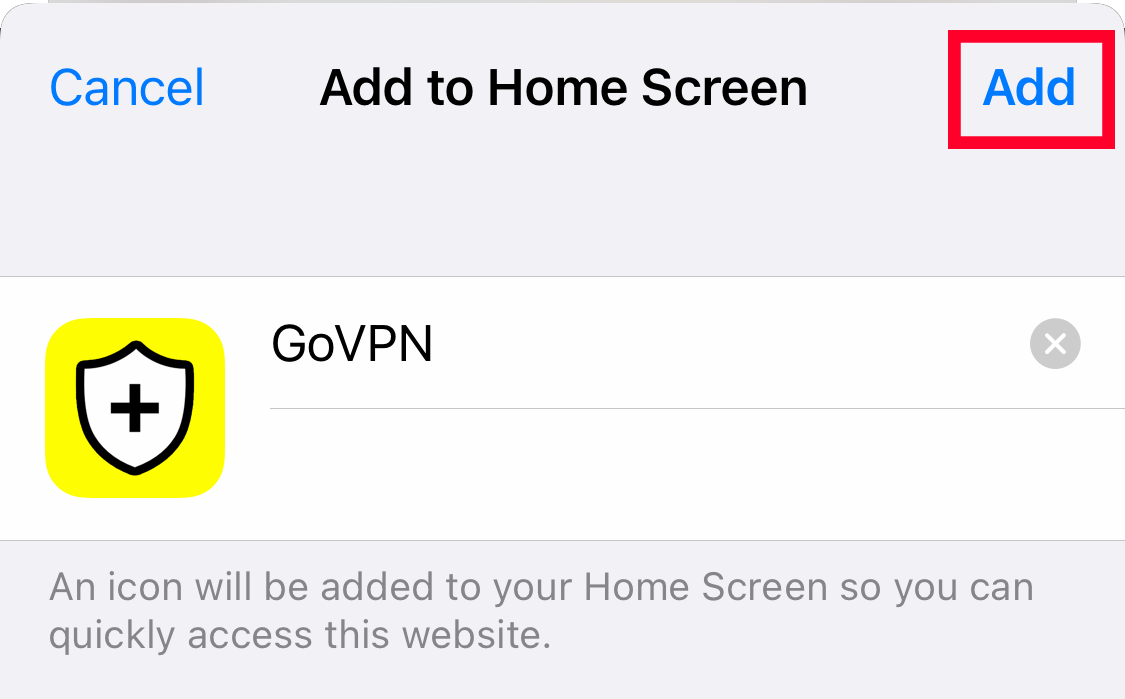 Cancel Add to Home Screen Add
GoVPN
An icon will be added to your Home Screen so you can
quickly access this website.